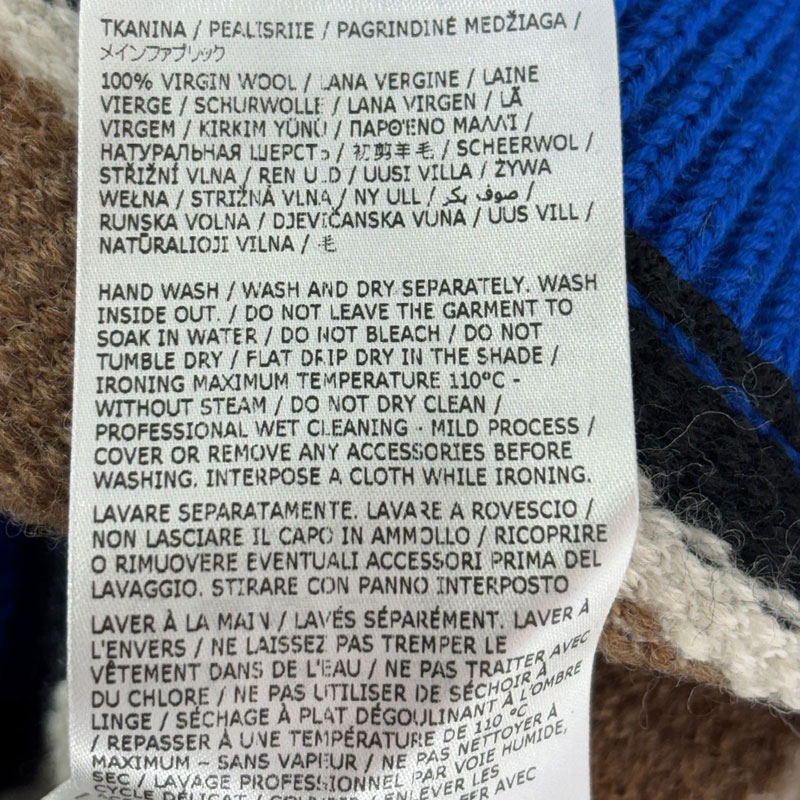 TKANINA / PEALISRIIE / PAGRINDINĖ MEDŽIAGA /
メインファブリック
100% VIRGIN WOOL / LANA VERGINE / LAINE
VIERGE / SCHURWOLLE / LANA VIRGEN / LÃ
VIRGEM / KIRKIM YÜNÜ / ΠΑΡΘΕΝΟ ΜΑΛΛΊ /
НАТУРАЛЬНАЯ ШЕРСТЬ / 初剪羊毛 / SCHEERWOL /
STŘIŽNÍ VLNA / REN ULD / UUSI VILLA / ŻYWA
WEŁNA / STRIŽNÁ VLNA / NY ULL / صوف بكر /
RUNSKA VOLNA / DJEVIČANSKA VUNA / UUS VILL /
NATŪRALIOJI VILNA / 毛
HAND WASH / WASH AND DRY SEPARATELY. WASH
INSIDE OUT. / DO NOT LEAVE THE GARMENT TO
SOAK IN WATER / DO NOT BLEACH / DO NOT
TUMBLE DRY / FLAT DRIP DRY IN THE SHADE /
IRONING MAXIMUM TEMPERATURE 110°C -
WITHOUT STEAM / DO NOT DRY CLEAN /
PROFESSIONAL WET CLEANING - MILD PROCESS /
COVER OR REMOVE ANY ACCESSORIES BEFORE
WASHING. INTERPOSE A CLOTH WHILE IRONING.
LAVARE SEPARATAMENTE. LAVARE A ROVESCIO /
NON LASCIARE IL CAPO IN AMMOLLO / RICOPRIRE
O RIMUOVERE EVENTUALI ACCESSORI PRIMA DEL
LAVAGGIO. STIRARE CON PANNO INTERPOSTO
LAVER À LA MAIN / LAVÉS SÉPARÉMENT. LAVER À
L'ENVERS / NE LAISSEZ PAS TREMPER LE
VÊTEMENT DANS DE L'EAU / NE PAS TRAITER AVEC
DU CHLORE / NE PAS UTILISER DE SÉCHOIR À
LINGE / SÉCHAGE À PLAT DÉGOULINANT À L'OMBRE
/ REPASSER À UNE TEMPÉRATURE DE 110 °C
MAXIMUM - SANS VAPEUR / NE PAS NETTOYER À
SEC / LAVAGE PROFESSIONNEL PAR VOIE HUMIDE,
CYCLE DÉLICAT / COUVRIR / ENLEVER LES
AVEC